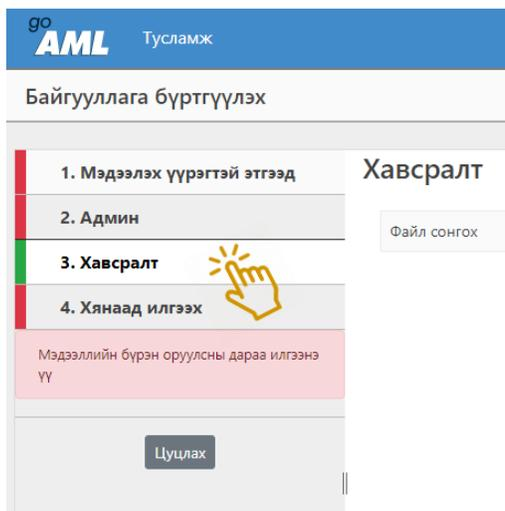 go
AML
Тусламж
Байгууллага бүртгүүлэх
1. Мэдээлэх үүрэгтэй этгээд
Хавсралт
2. Админ
Файл сонгох
3. Хавсралт
4. Хянаад илгээх
Мэдээллийн бүрэн оруулсны дараа илгээнэ
үү
Цуцлах